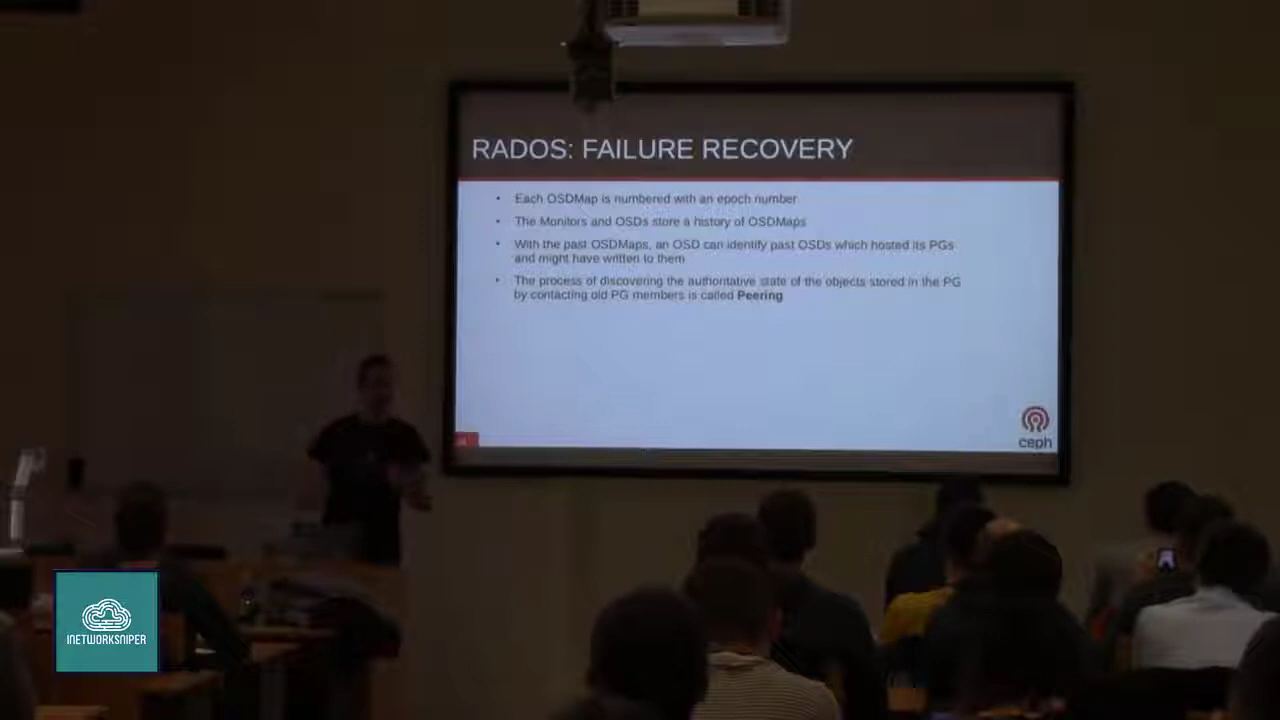 RADOS: FAILURE RECOVERY
• Each OSDMap is numbered with an epoch number
• The Monitors and OSDs store a history of OSDMaps
• With the past OSDMaps, an OSD can identify past OSDs which hosted its PGs
and might have written to them
• The process of discovering the authoritative state of the objects stored in the PG
by contacting old PG members is called Peering
ceph
INETWORKSNIPER